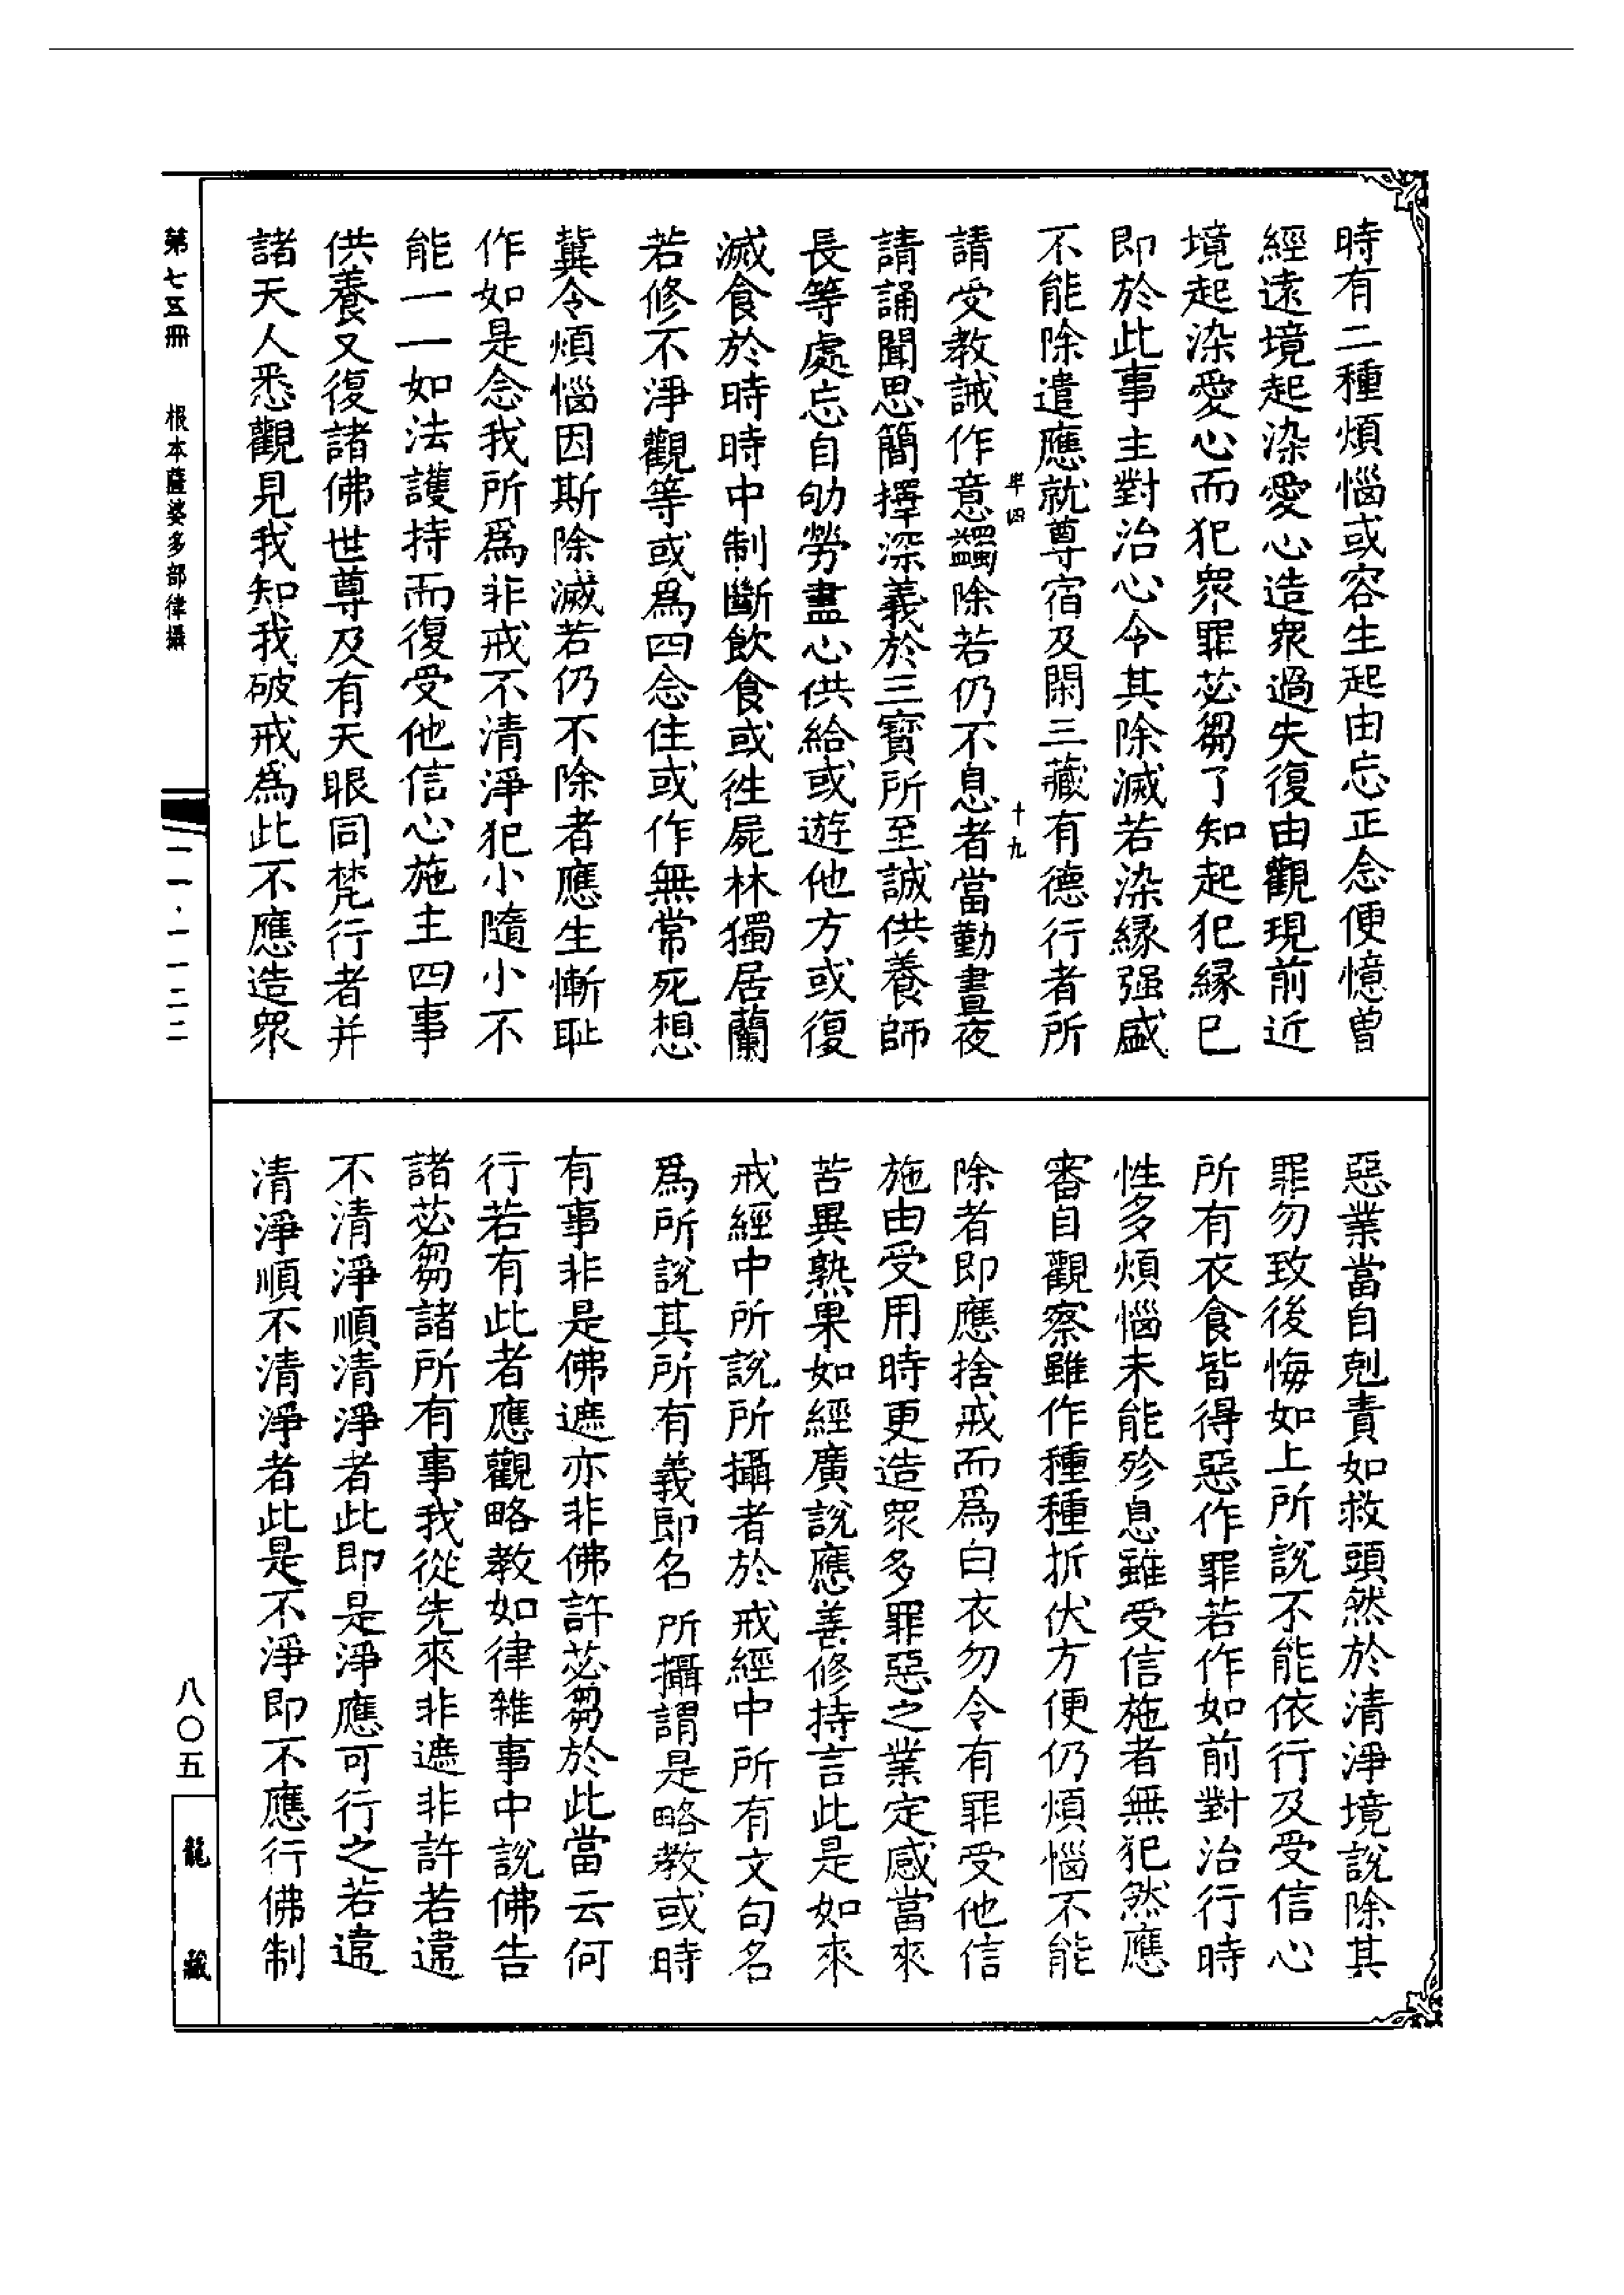 時有二種煩惱或容生起由忘正念便憶曽
經遠境起染愛心造衆過失復由觀現前近
境起染愛心而犯衆罪苾芻了知起犯縁已
即於此事主對治心令其除滅若染縁强盛
不能除遣應就尊宿及閑三藏有德行者所
半四 十九
請受教誡作意蠲除若仍不息者當勤晝夜
請誦聞思簡擇深義於三寳所至誠供養師
長等處忘自劬勞盡心供給或遊他方或復
減食於時時中制斷飲食或徃屍林獨居蘭
若修不淨觀等或爲四念住或作無常死想
冀令煩惱因斯除滅若仍不除者應生慚耻
作如是念我所爲非戒不清淨犯小隨小不
能一一如法護持而復受他信心施主四事
供養又復諸佛世尊及有天眼同梵行者并
諸天人悉觀見我知我破戒爲此不應造衆
惡業當自剋責如救頭然於清淨境說除其
罪勿致後悔如上所說不能依行及受信心
所有衣食皆得惡作罪若作如前對治行時
性多煩惱未能殄息雖受信施者無犯然應
審自觀察雖作種種折伏方便仍煩惱不能
除者即應捨戒而爲白衣勿令有罪受他信
施由受用時更造衆多罪惡之業定感當來
苦異熟果如經廣說應善修持言此是如來
戒經中所說所攝者於戒經中所有文句名
爲所說其所有義即名所攝謂是略教或時
有事非是佛遮亦非佛許苾芻於此當云何
行若有此者應觀略教如律雜事中說佛告
諸苾芻諸所有事我從先來非遮非許若違
不清淨順清淨者此即是淨應可行之若違
清淨順不清淨者此是不淨即不應行佛制
第七五冊 根本薩婆多部律攝
一一一·一一二二
八〇五
龍藏